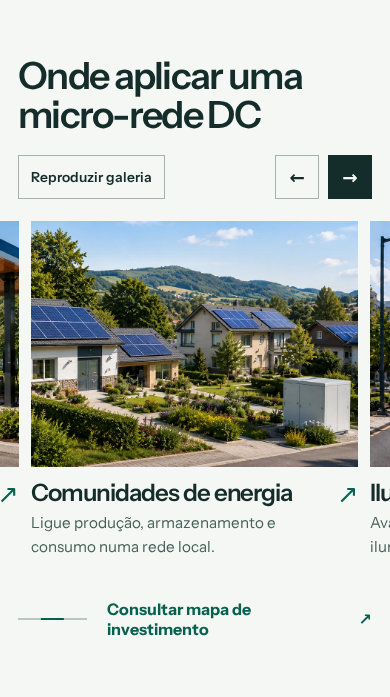 Onde aplicar uma
micro-rede DC
Reproduzir galeria
← →
Comunidades de energia ↗
Ligue produção, armazenamento e
consumo numa rede local.
Consultar mapa de
investimento ↗